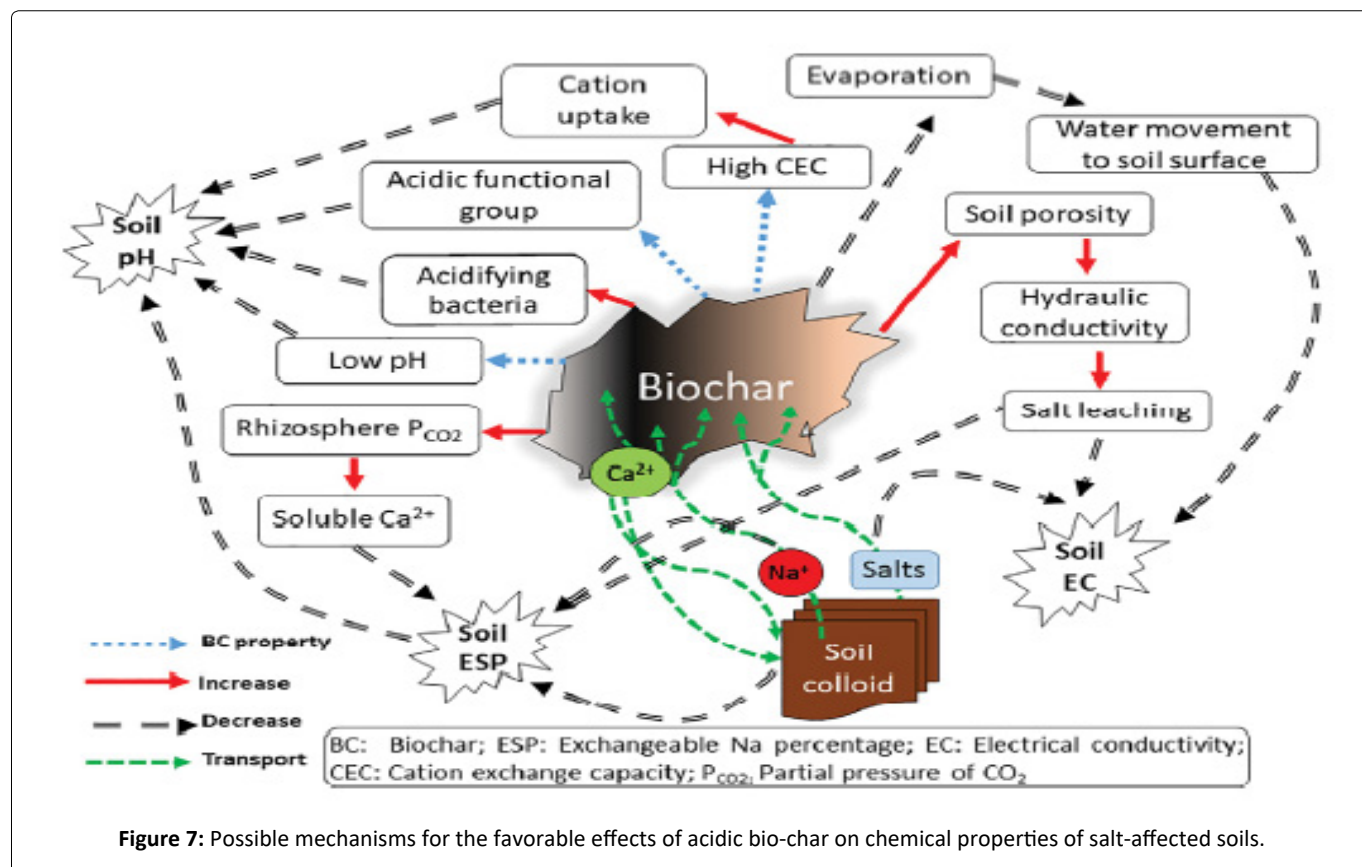 Evaporation
Cation
uptake
Water movement
to soil surface
High CEC
Acidic functional
group
Soil porosity
Soil
pH
Acidifying
bacteria
Hydraulic
conductivity
Low pH
Biochar
Salt leaching
Rhizosphere P_CO2
Ca²⁺
Soluble Ca²⁺
Na⁺
Salts
Soil
EC
Soil
ESP
Soil
colloid
BC property
Increase
Decrease
Transport
BC: Biochar; ESP: Exchangeable Na percentage; EC: Electrical conductivity;
CEC: Cation exchange capacity; P_CO2, Partial pressure of CO₂
Figure 7: Possible mechanisms for the favorable effects of acidic bio-char on chemical properties of salt-affected soils.